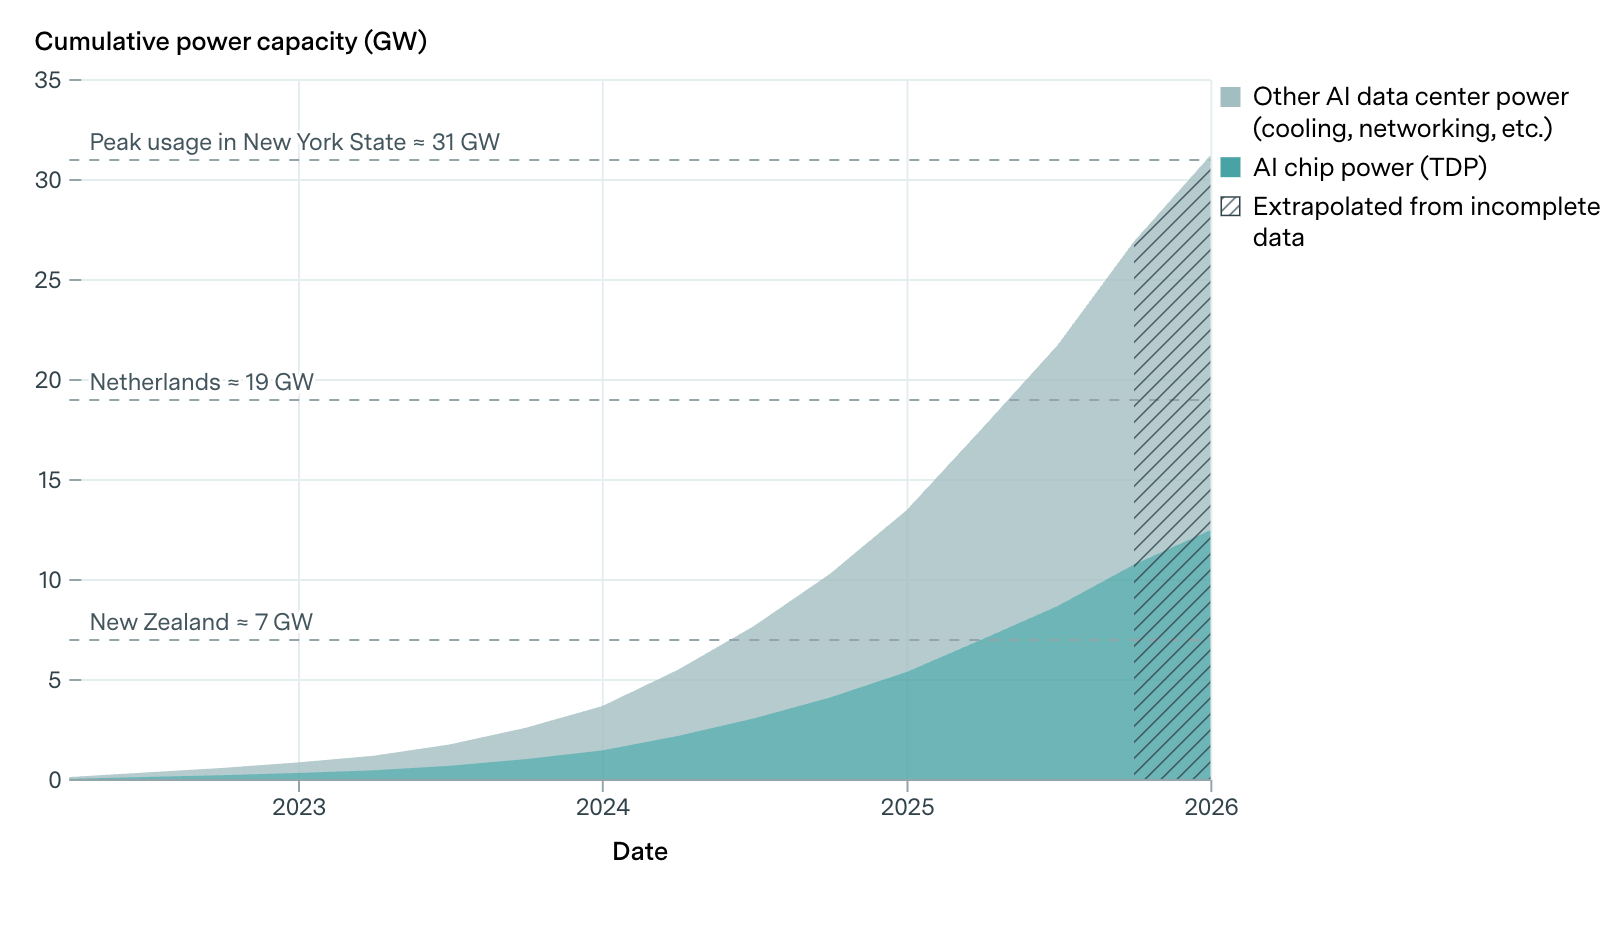 Cumulative power capacity (GW)
35
Other AI data center power
(cooling, networking, etc.)
AI chip power (TDP)
Extrapolated from incomplete
data
Peak usage in New York State ≈ 31 GW
30
25
20
Netherlands ≈ 19 GW
15
10
New Zealand ≈ 7 GW
5
0
2023 2024 2025 2026
Date